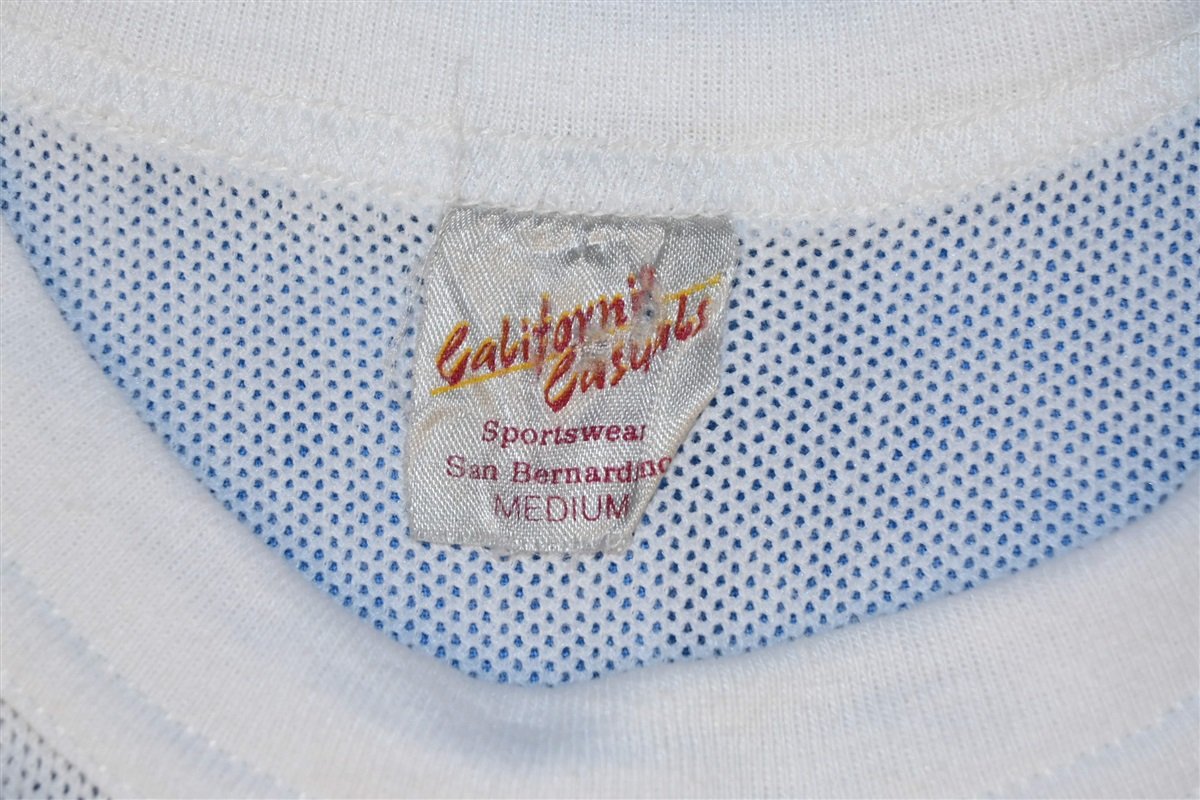 California
Casuals
Sportswear
San Bernardino
MEDIUM